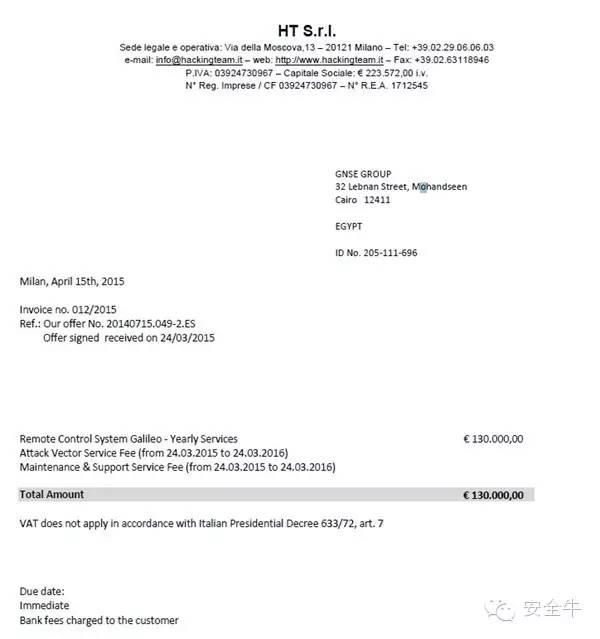 HT S.r.l.
Sede legale e operativa: Via della Moscova,13 – 20121 Milano – Tel: +39.02.29.06.06.03
e-mail: info@hackingteam.it – web: http://www.hackingteam.it – Fax: +39.02.63118946
P.IVA: 03924730967 – Capitale Sociale: € 223.572,00 i.v.
N° Reg. Imprese / CF 03924730967 – N° R.E.A. 1712545
GNSE GROUP
32 Lebnan Street, Mohandseen
Cairo 12411
EGYPT
ID No. 205-111-696
Milan, April 15th, 2015
Invoice no. 012/2015
Ref.: Our offer No. 20140715.049-2.ES
Offer signed received on 24/03/2015
Remote Control System Galileo - Yearly Services € 130.000,00
Attack Vector Service Fee (from 24.03.2015 to 24.03.2016)
Maintenance & Support Service Fee (from 24.03.2015 to 24.03.2016)
Total Amount € 130.000,00
VAT does not apply in accordance with Italian Presidential Decree 633/72, art. 7
Due date:
Immediate
Bank fees charged to the customer
安全牛